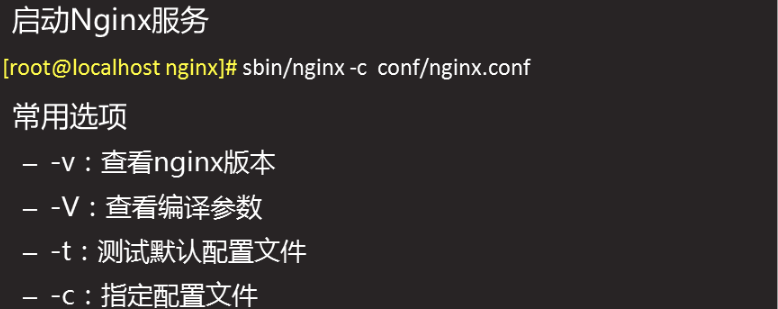 启动Nginx服务
[root@localhost nginx]# sbin/nginx -c  conf/nginx.conf
常用选项
– -v：查看nginx版本
– -V：查看编译参数
– -t：测试默认配置文件
– -c：指定配置文件